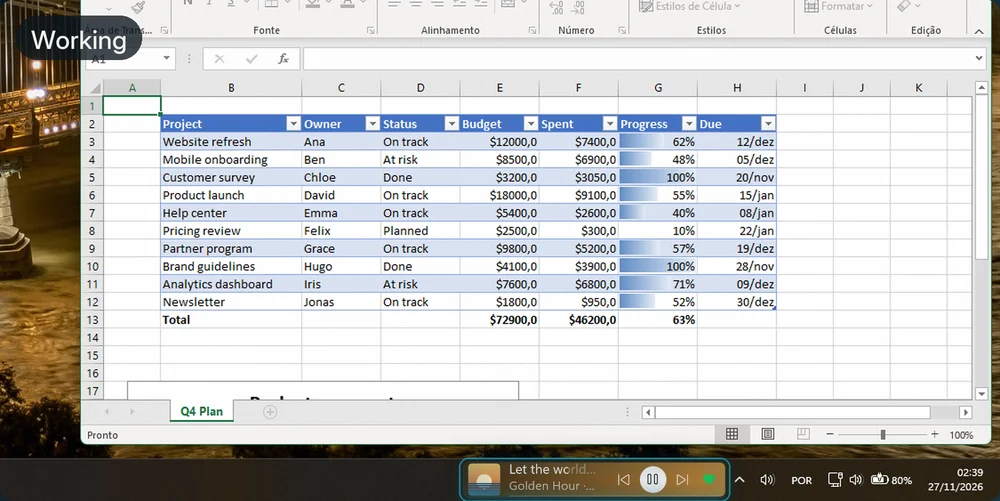 Working
Estilos de Célula
Formatar
Área de Trans...
Fonte
Alinhamento
Número
Estilos
Células
Edição
A1
fx
A B C D E F G H I J K
1
2 Project Owner Status Budget Spent Progress Due
3 Website refresh Ana On track $12000,0 $7400,0 62% 12/dez
4 Mobile onboarding Ben At risk $8500,0 $6900,0 48% 05/dez
5 Customer survey Chloe Done $3200,0 $3050,0 100% 20/nov
6 Product launch David On track $18000,0 $9100,0 55% 15/jan
7 Help center Emma On track $5400,0 $2600,0 40% 08/jan
8 Pricing review Felix Planned $2500,0 $300,0 10% 22/jan
9 Partner program Grace On track $9800,0 $5200,0 57% 19/dez
10 Brand guidelines Hugo Done $4100,0 $3900,0 100% 28/nov
11 Analytics dashboard Iris At risk $7600,0 $6800,0 71% 09/dez
12 Newsletter Jonas On track $1800,0 $950,0 52% 30/dez
13 Total $72900,0 $46200,0 63%
14
15
16
17
Q4 Plan
Pronto
100%
Let the world...
Golden Hour ·...
POR
80%
02:39
27/11/2026